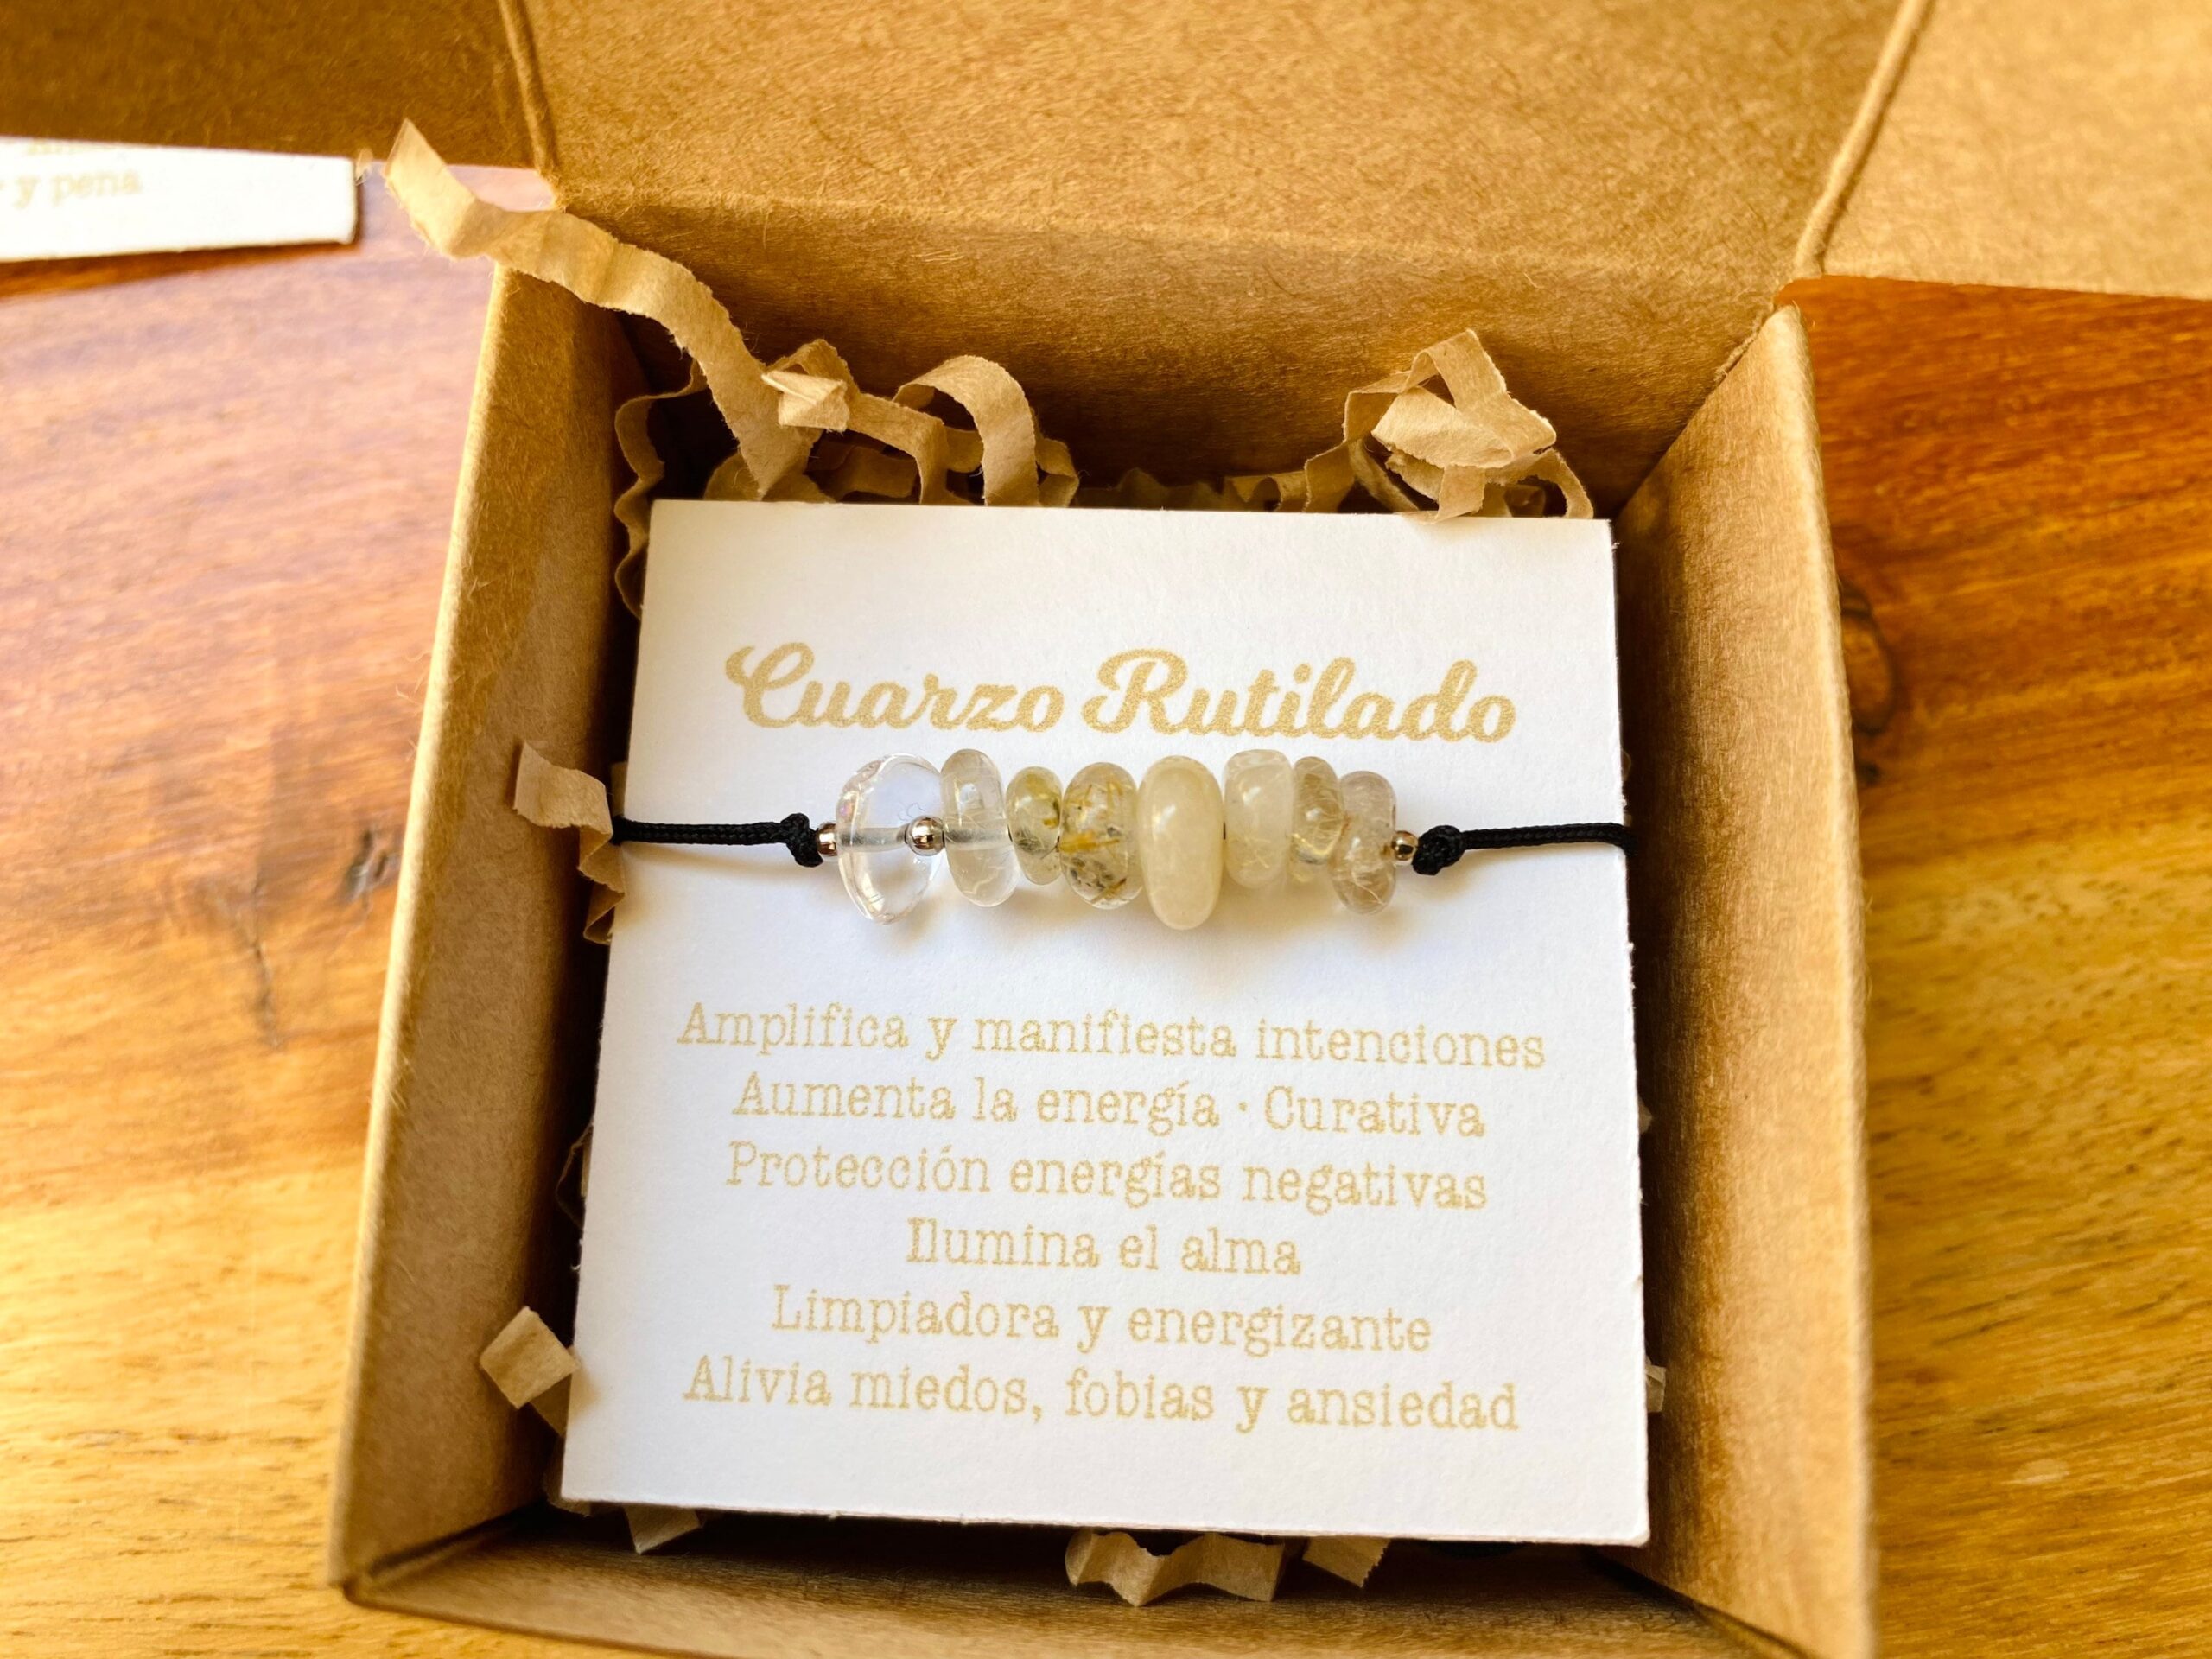 y pena
Cuarzo Rutilado
Amplifica y manifiesta intenciones
Aumenta la energía · Curativa
Protección energías negativas
Ilumina el alma
Limpiadora y energizante
Alivia miedos, fobias y ansiedad